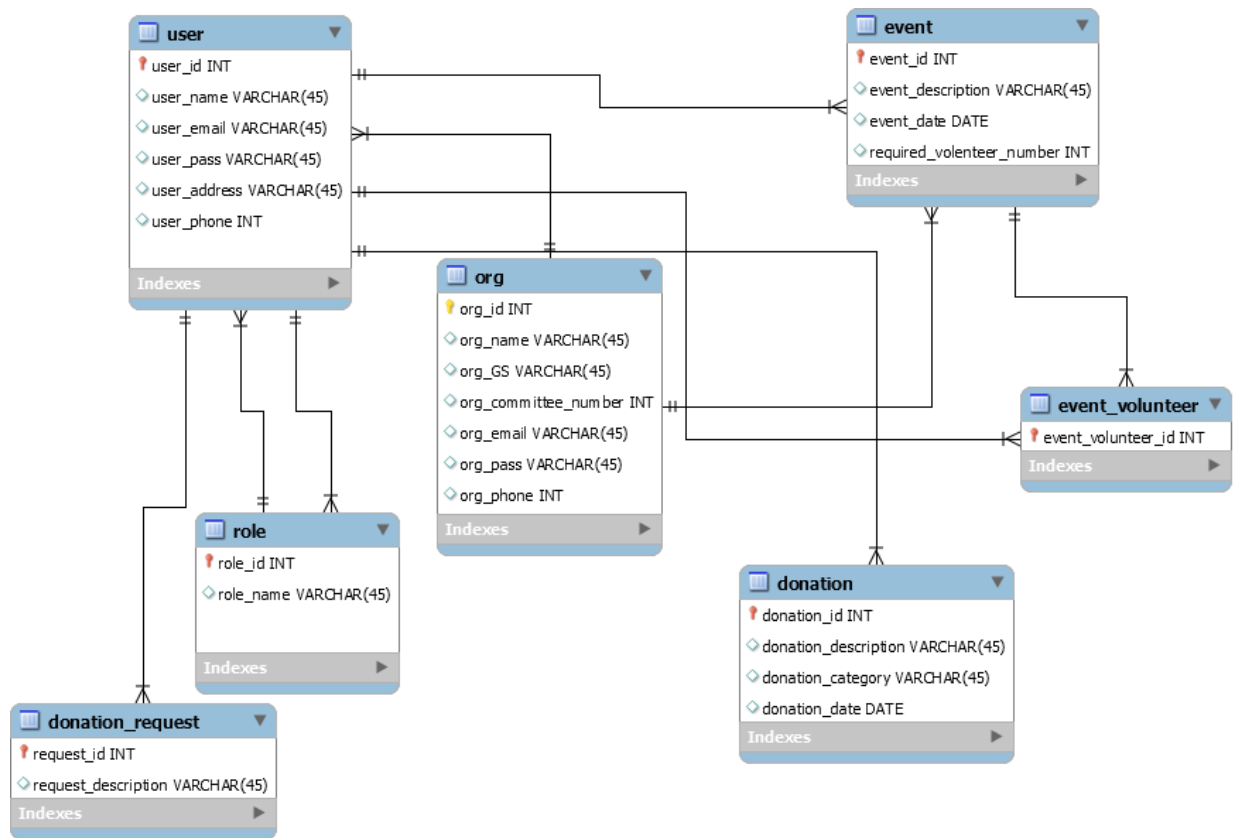 user
user_id INT
user_name VARCHAR(45)
user_email VARCHAR(45)
user_pass VARCHAR(45)
user_address VARCHAR(45)
user_phone INT
Indexes
event
event_id INT
event_description VARCHAR(45)
event_date DATE
required_volenteer_number INT
Indexes
org
org_id INT
org_name VARCHAR(45)
org_GS VARCHAR(45)
org_committee_number INT
org_email VARCHAR(45)
org_pass VARCHAR(45)
org_phone INT
Indexes
event_volunteer
event_volunteer_id INT
Indexes
role
role_id INT
role_name VARCHAR(45)
Indexes
donation
donation_id INT
donation_description VARCHAR(45)
donation_category VARCHAR(45)
donation_date DATE
Indexes
donation_request
request_id INT
request_description VARCHAR(45)
Indexes